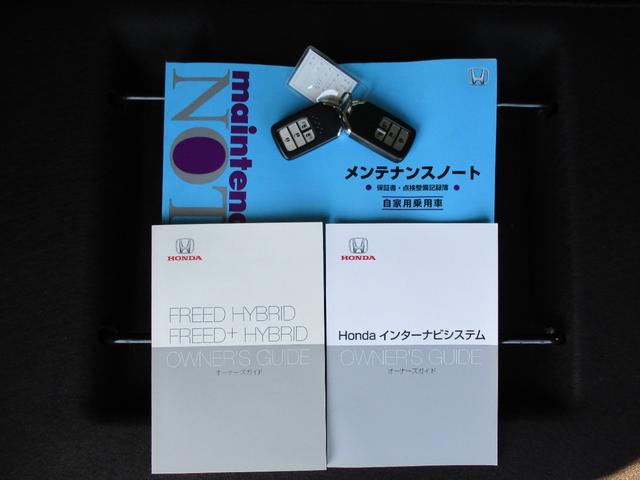 maintenance
NOTE
メンテナンスノート
● 保証書・点検整備記録簿 ●
自家用乗用車
HONDA
FREED HYBRID
FREED+ HYBRID
OWNER'S GUIDE
オーナーズガイド
HONDA
Honda インターナビシステム
OWNER'S GUIDE
オーナーズガイド